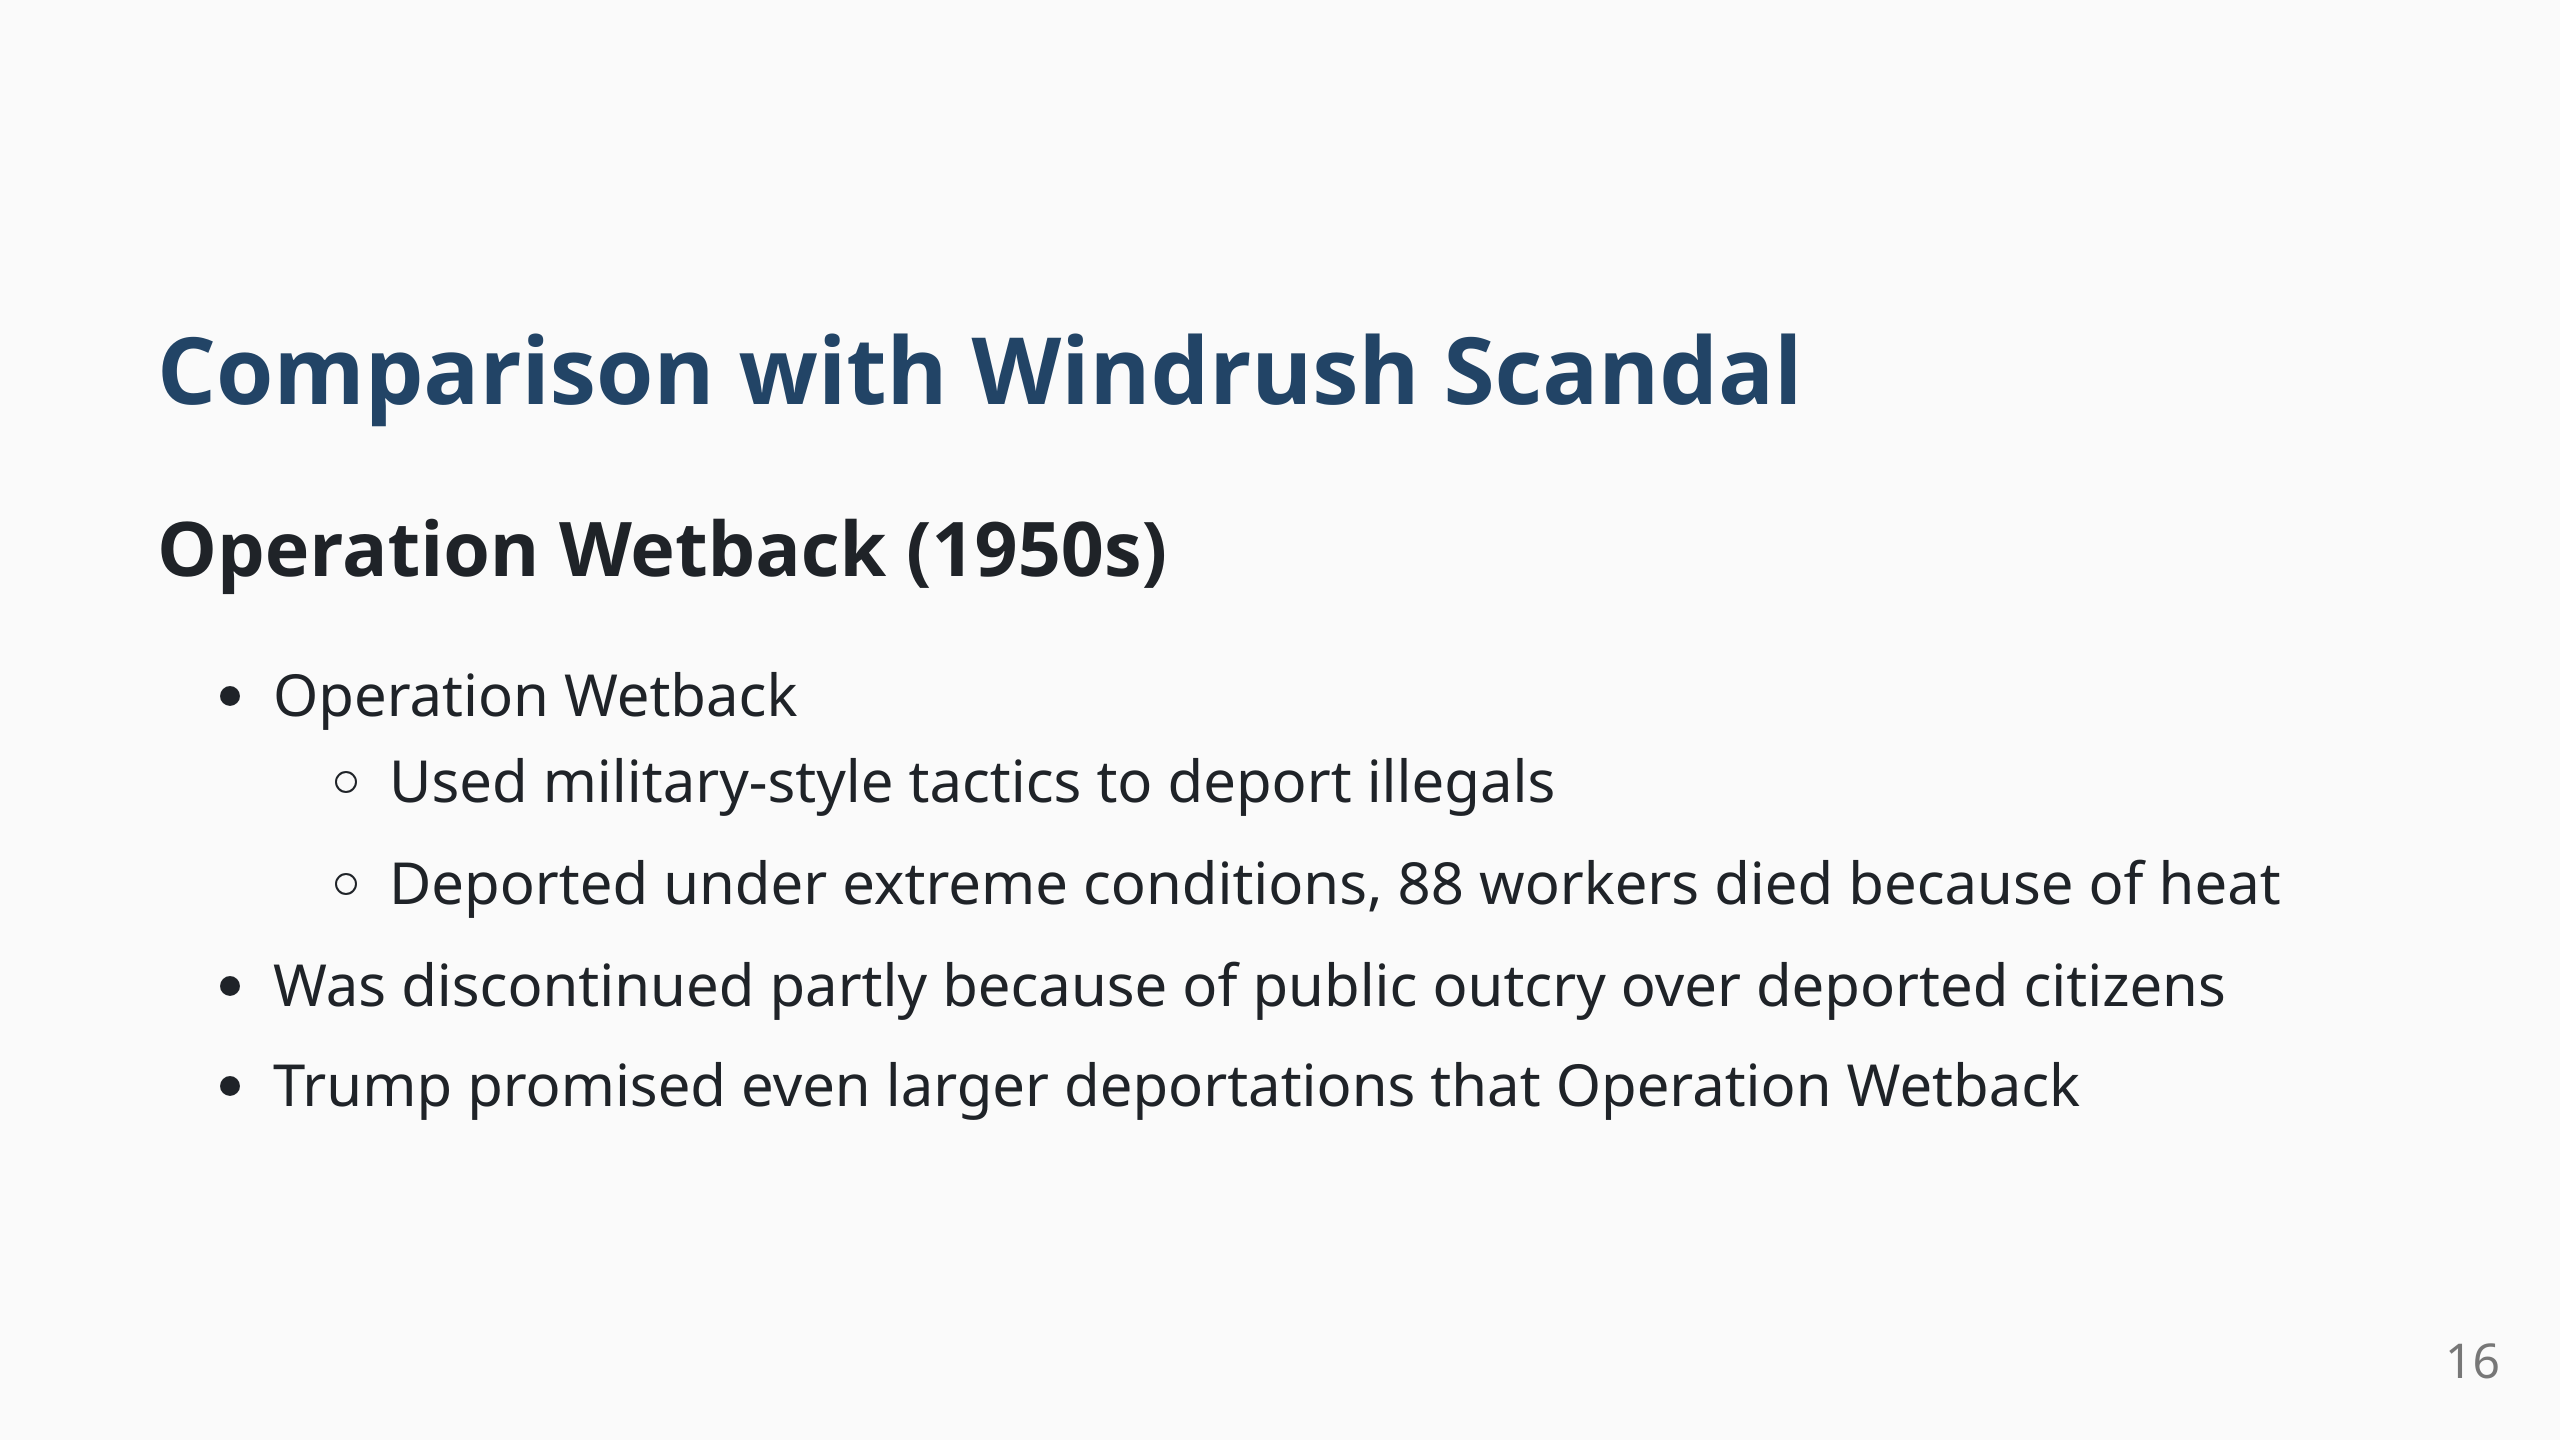 Comparison with Windrush Scandal
Operation Wetback (1950s)
• Operation Wetback
○ Used military-style tactics to deport illegals
○ Deported under extreme conditions, 88 workers died because of heat
• Was discontinued partly because of public outcry over deported citizens
• Trump promised even larger deportations that Operation Wetback
16